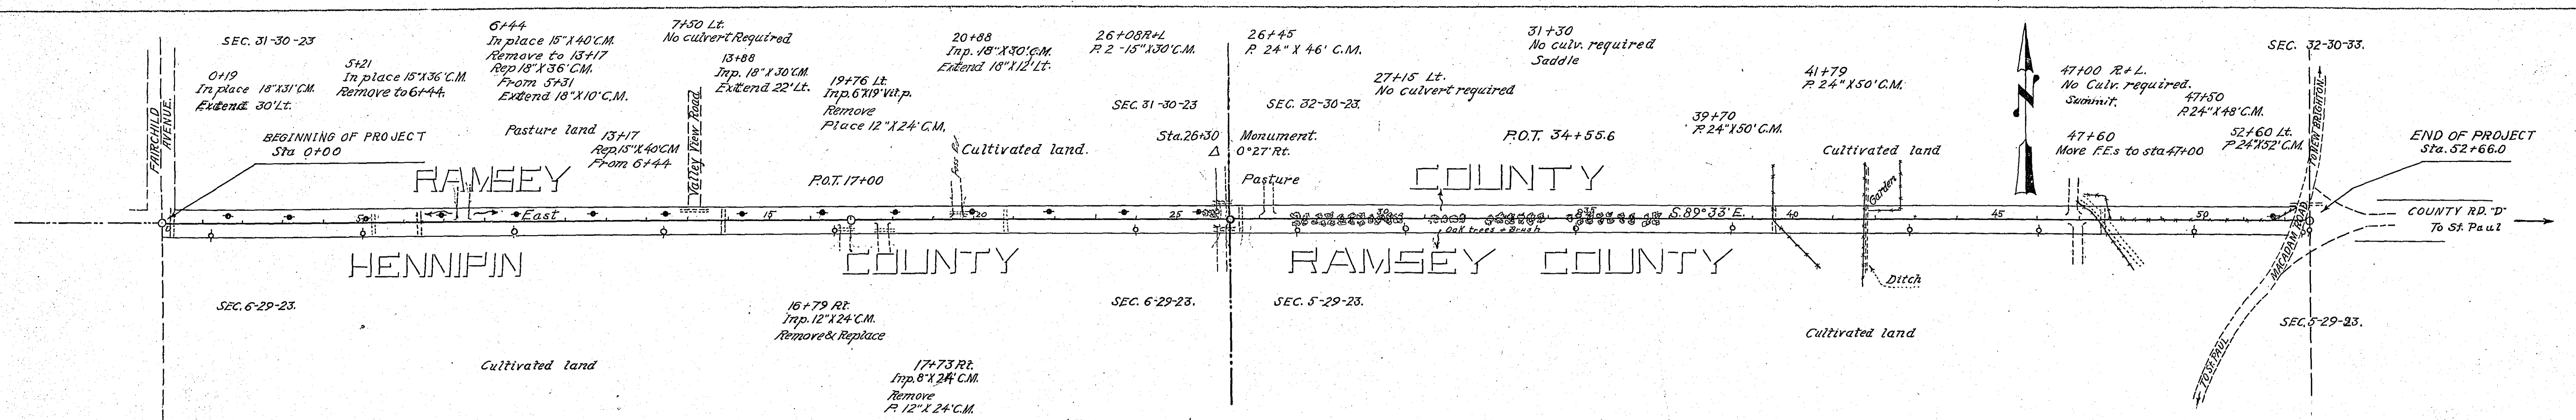 SEC. 31-30-23
0+19
In place 18"X31'C.M.
Extend 30'Lt.
5+21
In place 15"X36'C.M.
Remove to 6+44.
6+44
In place 15"X40'C.M.
Remove to 13+17
Rep 18"X36'C.M.
From 5+31
Extend 18"X10'C.M.
7+50 Lt.
No culvert Required
13+88
Inp. 18"X30'C.M.
Extend 22'Lt.
19+76 Lt.
Inp. 6"X19'Vit.p.
Remove
Place 12"X24'C.M.
20+88
Inp. 18"X30'C.M.
Extend 18"X12'Lt.
26+08 R+L
P. 2 -15"X30'C.M.
26+45
P. 24" X 46' C.M.
27+15 Lt.
No culvert required
31+30
No culv. required
Saddle
41+79
P. 24"X50'C.M.
39+70
P. 24"X50'C.M.
47+00 R+L.
No Culv. required.
Summit.
47+50
P. 24"X48'C.M.
47+60
Move F.E.s to sta 47+00
52+60 Lt.
P. 24"X52'C.M.
SEC. 32-30-33.
FAIRCHILD
AVENUE.
BEGINNING OF PROJECT
Sta 0+00
Pasture land
13+17
Rep. 15"X40'C.M.
From 6+44
Valley View Road
SEC. 31-30-23
SEC. 32-30-23.
Sta. 26+30
Monument.
△
0°27'Rt.
Cultivated land.
P.O.T. 17+00
P.O.T. 34+55.6
Pasture
Cultivated land
Garden
N
TO NEW BRIGHTON
END OF PROJECT
Sta. 52+66.0
RAMSEY
COUNTY
0
5
East
15
20
25
30
35
S. 89°33'E.
40
45
50
Oak trees + Brush
MACADAM ROAD
COUNTY RD. "D"
To St. Paul
HENNIPIN
COUNTY
RAMSEY COUNTY
Ditch
SEC. 6-29-23.
16+79 Rt.
Inp. 12"X24'C.M.
Remove & Replace
SEC. 6-29-23.
SEC. 5-29-23.
Cultivated land
SEC. 5-29-23.
Cultivated land
17+73 Rt.
Inp. 8"X24'C.M.
Remove
P. 12"X24'C.M.
TO ST. PAUL